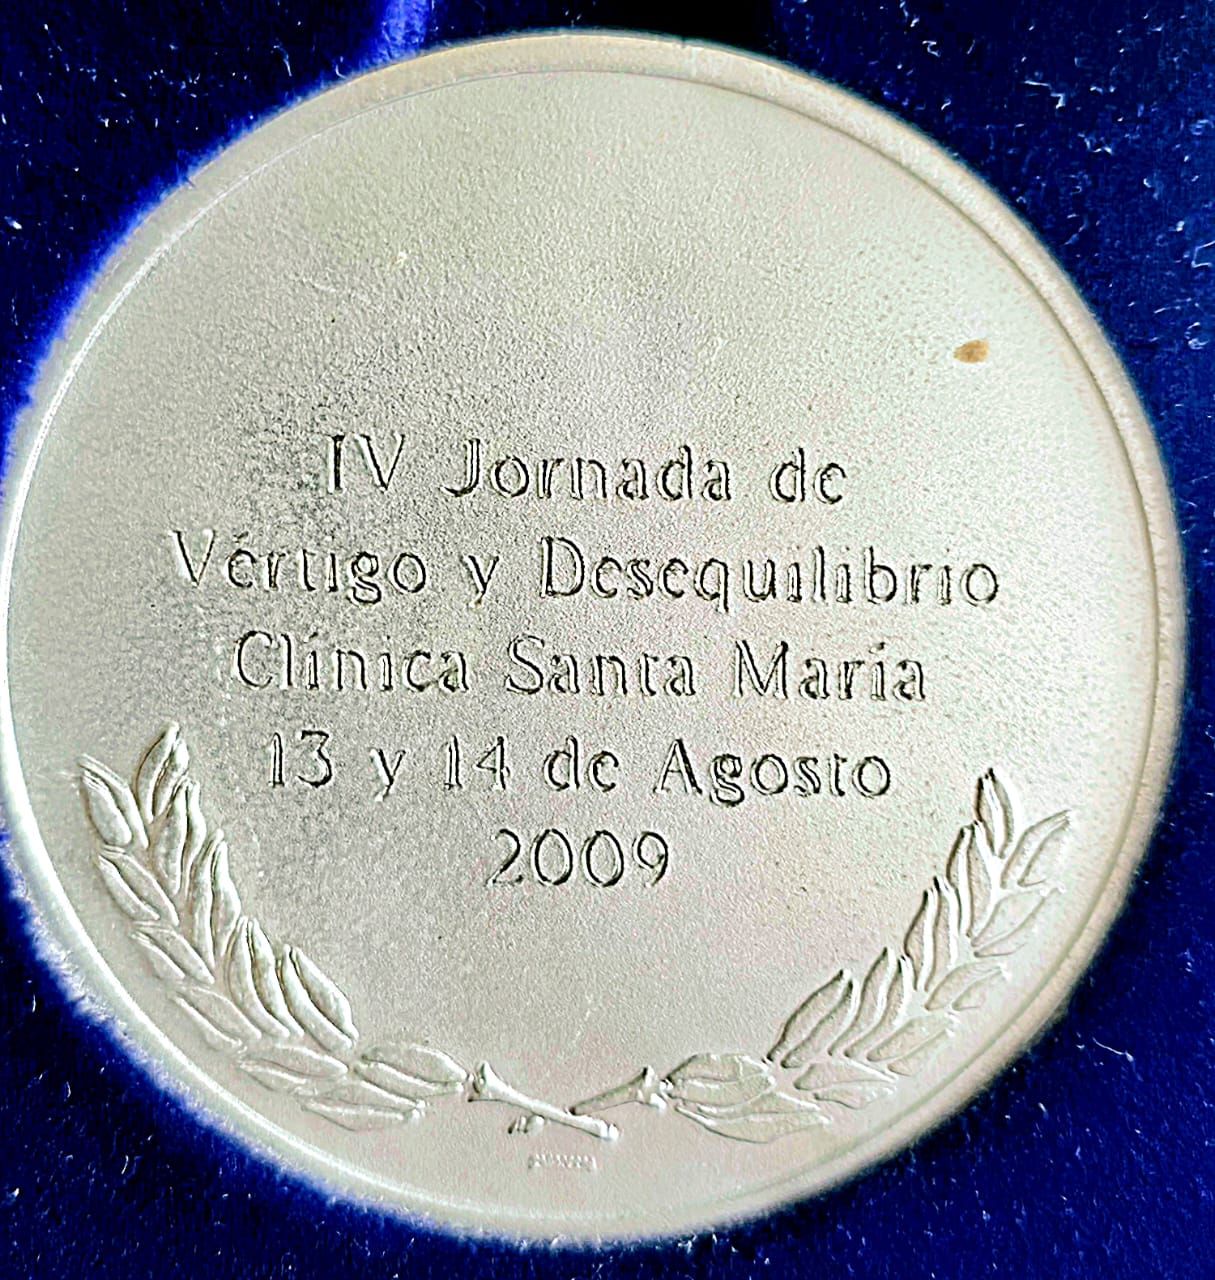 IV Jornada de
Vértigo y Desequilibrio
Clínica Santa María
13 y 14 de Agosto
2009